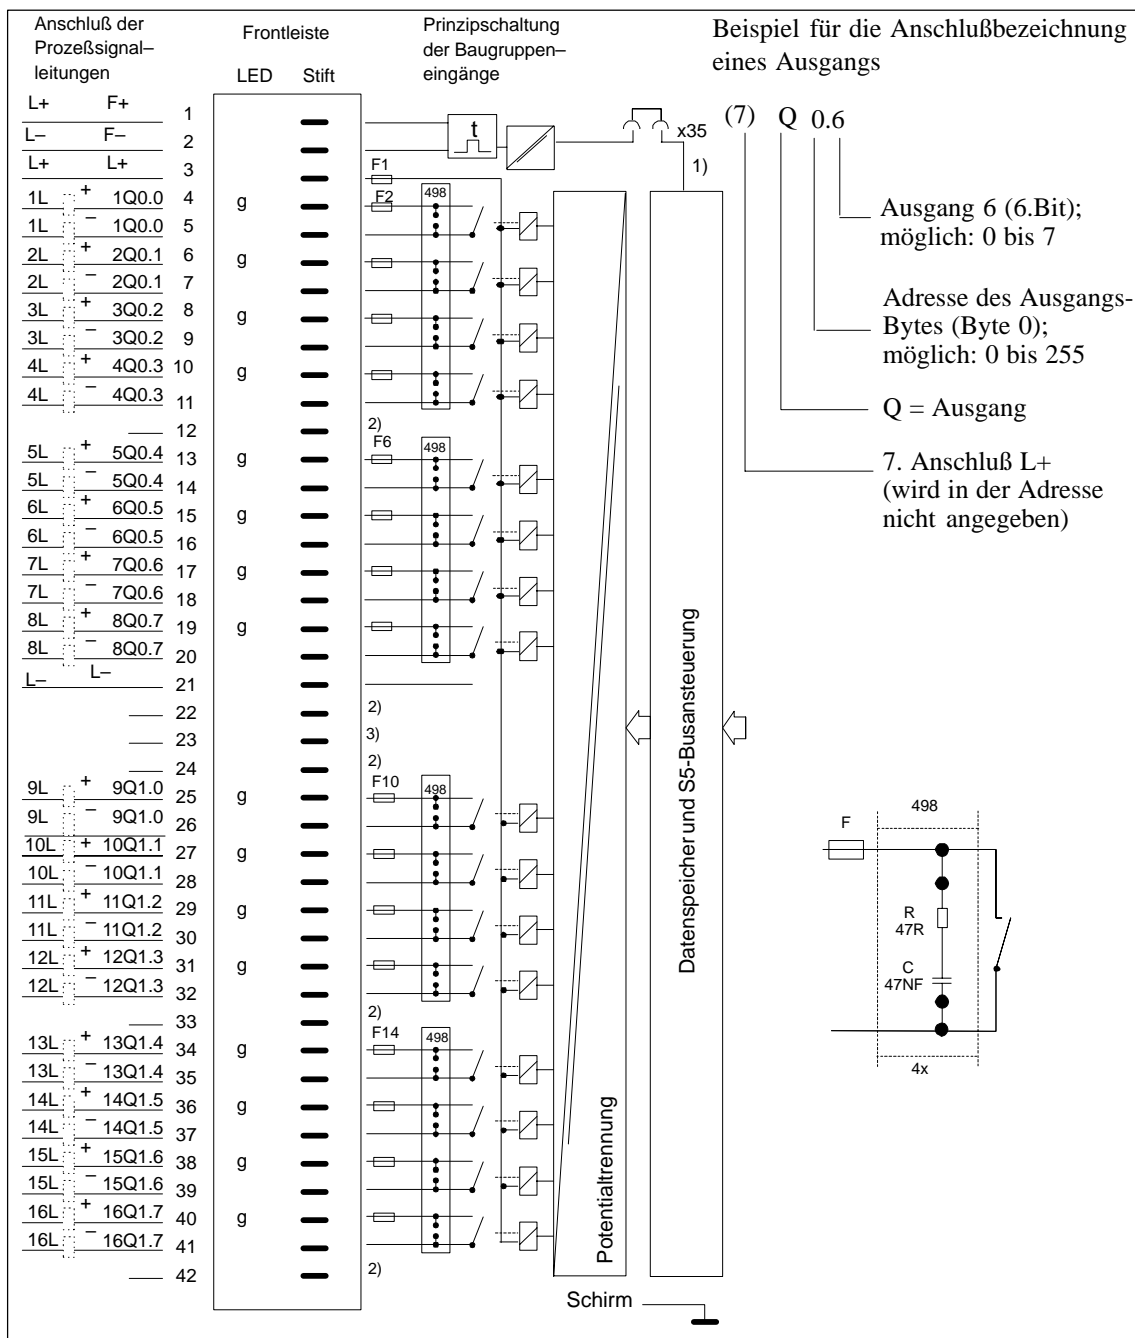 Anschluß der
Prozeßsignal–
leitungen
Frontleiste
LED Stift
Prinzipschaltung
der Baugruppen–
eingänge
Beispiel für die Anschlußbezeichnung
eines Ausgangs
L+ F+ 1
L– F– 2
L+ L+ 3
t
x35
1)
(7) Q 0.6
F1
1L + 1Q0.0 4 g F2 498
1L – 1Q0.0 5
2L + 2Q0.1 6 g
2L – 2Q0.1 7
3L + 3Q0.2 8 g
3L – 3Q0.2 9
4L + 4Q0.3 10 g
4L – 4Q0.3 11
12 2)
5L + 5Q0.4 13 g F6 498
5L – 5Q0.4 14
6L + 6Q0.5 15 g
6L – 6Q0.5 16
7L + 7Q0.6 17 g
7L – 7Q0.6 18
8L + 8Q0.7 19 g
8L – 8Q0.7 20
L– L– 21
22 2)
23 3)
24 2)
9L + 9Q1.0 25 g F10 498
9L – 9Q1.0 26
10L + 10Q1.1 27 g
10L – 10Q1.1 28
11L + 11Q1.2 29 g
11L – 11Q1.2 30
12L + 12Q1.3 31 g
12L – 12Q1.3 32
33 2)
13L + 13Q1.4 34 g F14 498
13L – 13Q1.4 35
14L + 14Q1.5 36 g
14L – 14Q1.5 37
15L + 15Q1.6 38 g
15L – 15Q1.6 39
16L + 16Q1.7 40 g
16L – 16Q1.7 41
42 2)
Potentialtrennung
Datenspeicher und S5-Busansteuerung
Schirm
Ausgang 6 (6.Bit);
möglich: 0 bis 7
Adresse des Ausgangs-
Bytes (Byte 0);
möglich: 0 bis 255
Q = Ausgang
7. Anschluß L+
(wird in der Adresse
nicht angegeben)
498
F
R
47R
C
47NF
4x